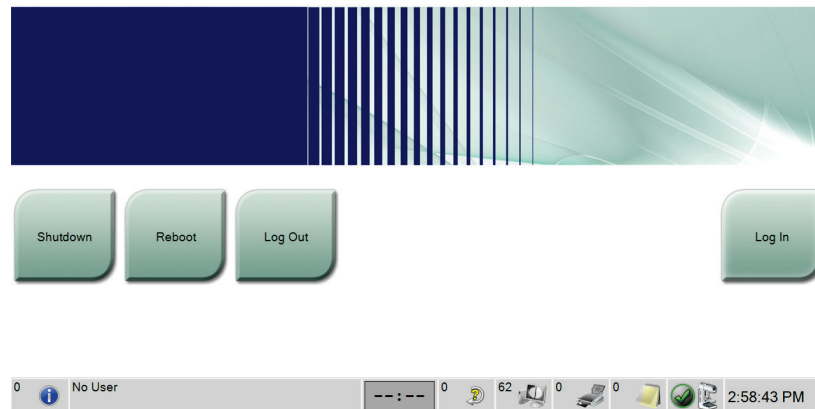 Shutdown
Reboot
Log Out
Log In
0
No User
--:--
0
62
0
0
2:58:43 PM